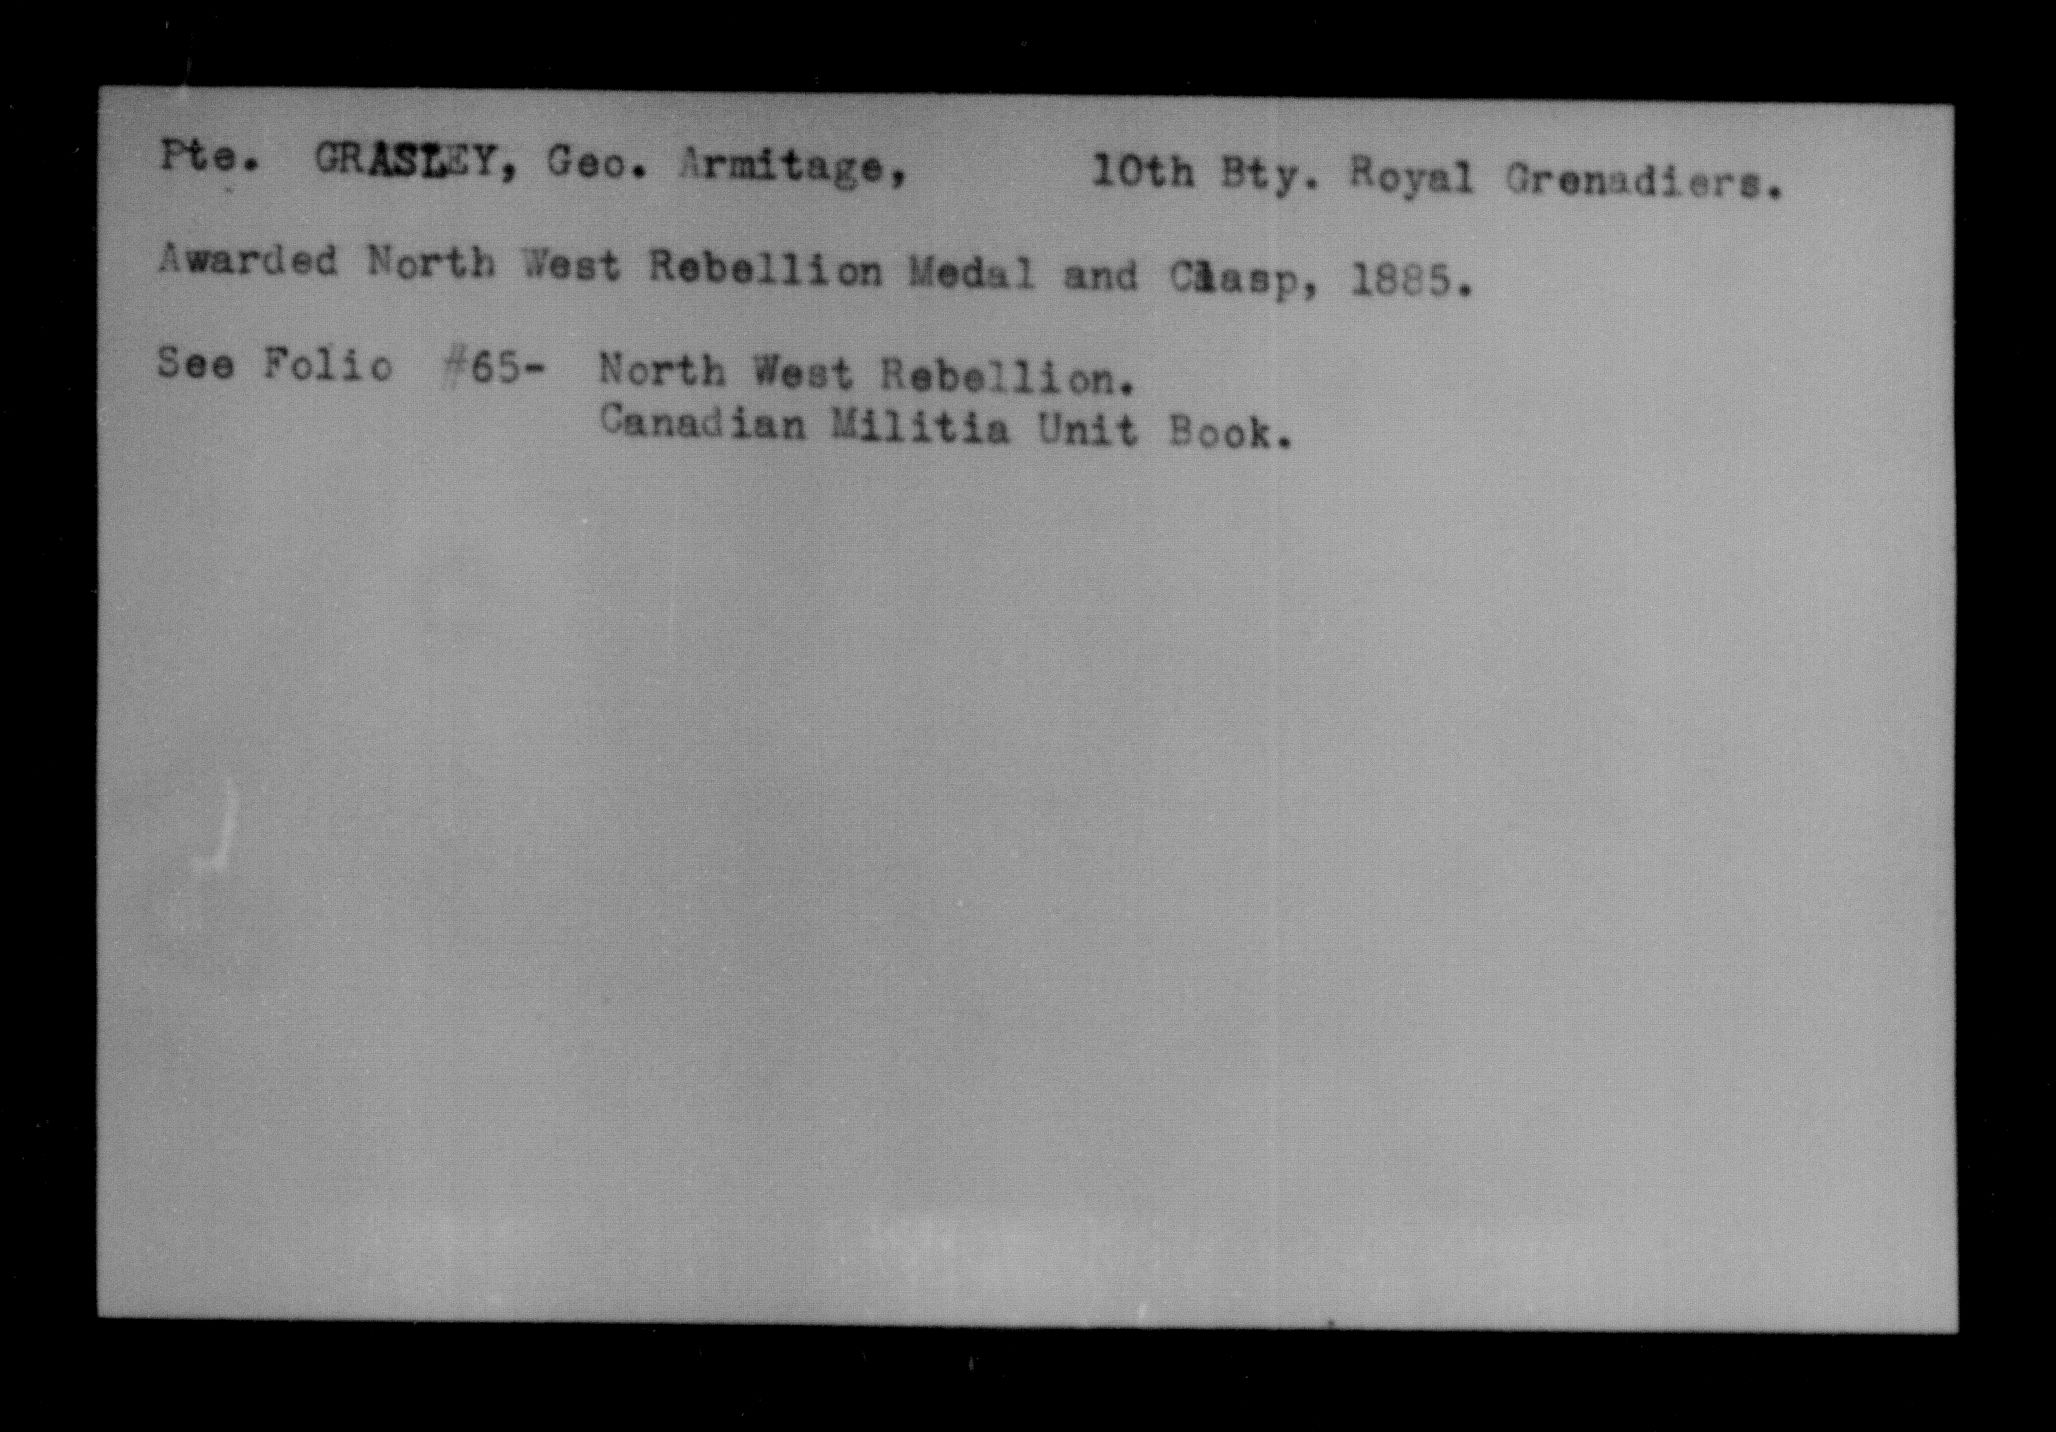 Pte. GRASLEY, Geo. Armitage, 10th Bty. Royal Grenadiers.
Awarded North West Rebellion Medal and Clasp, 1885.
See Folio #65- North West Rebellion.
Canadian Militia Unit Book.